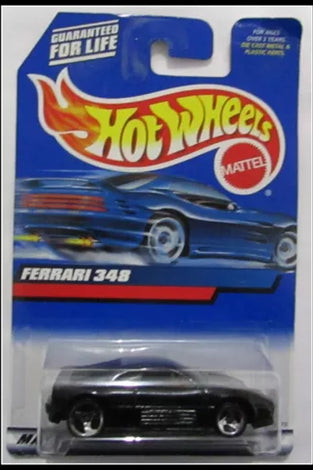 GUARANTEED
FOR LIFE
FOR AGES
OVER 3 YEARS.
DIE CAST METAL &
PLASTIC PARTS.
HOT WHEELS
MATTEL
FERRARI 348